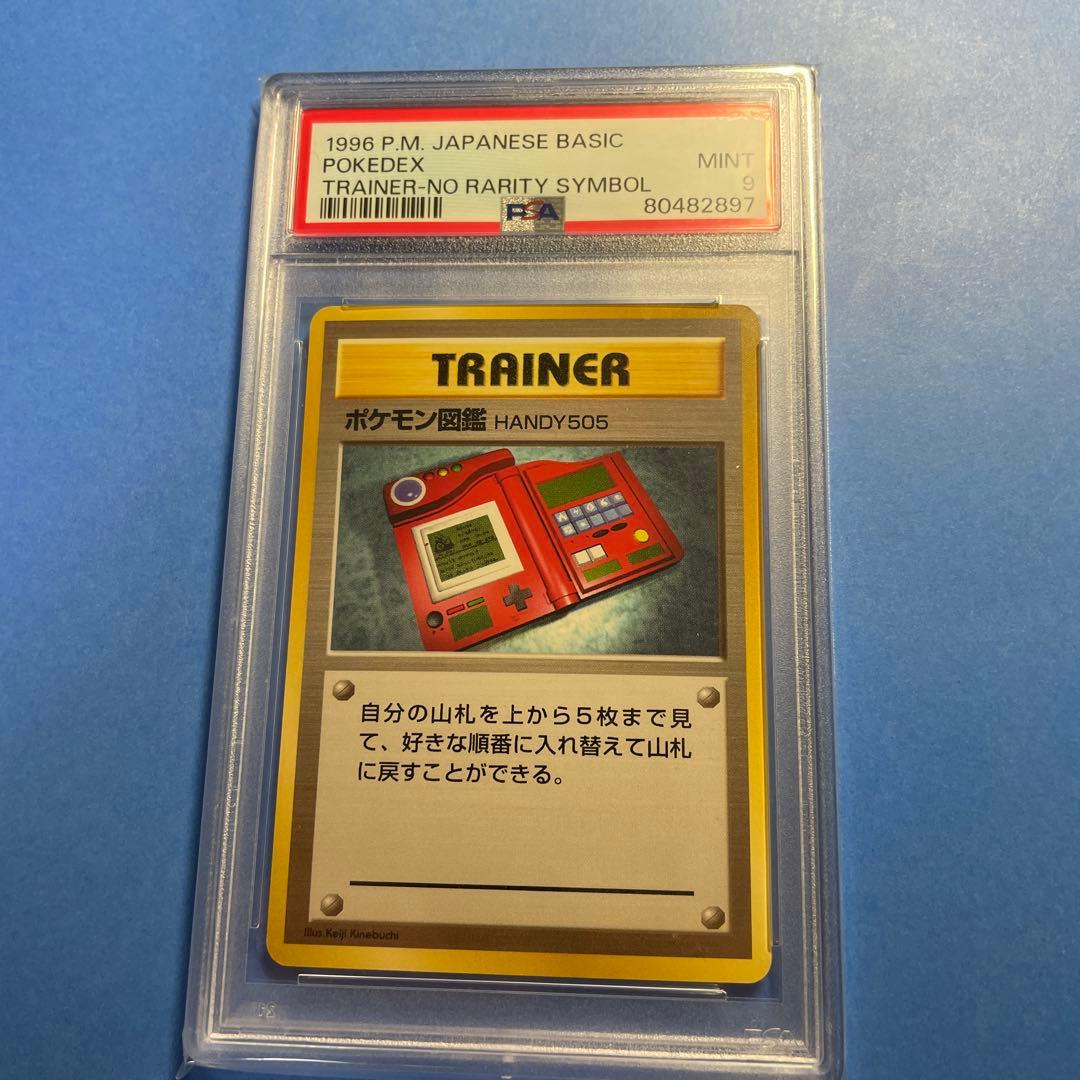 1996 P.M. JAPANESE BASIC
POKEDEX MINT
TRAINER-NO RARITY SYMBOL 9
PSA 80482897
TRAINER
ポケモン図鑑 HANDY505
自分の山札を上から5枚まで見
て、好きな順番に入れ替えて山札
に戻すことができる。
Illus.Keiji Kinebuchi